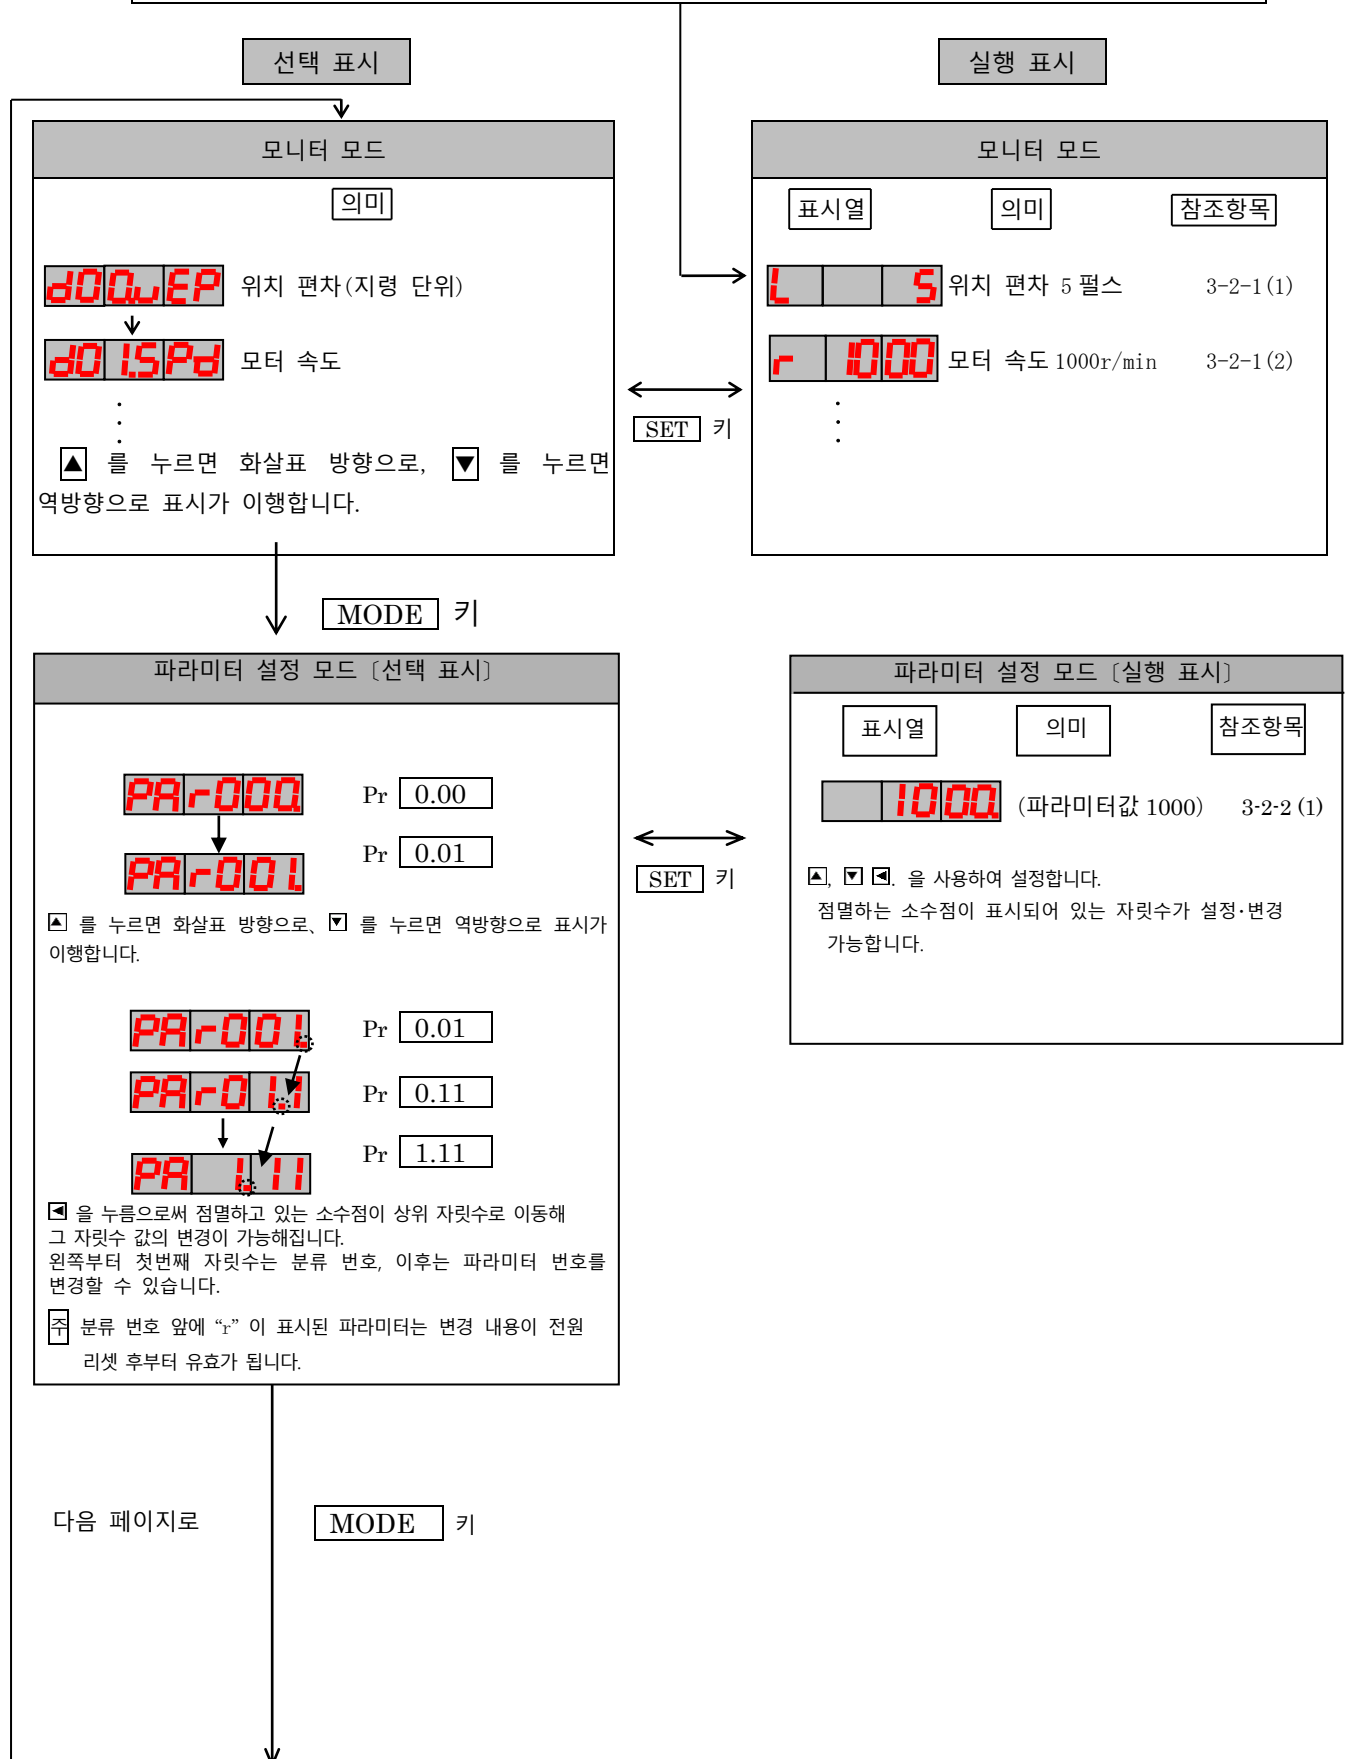 선택 표시
실행 표시
모니터 모드
의미
d00.uEP 위치 편차(지령 단위)
d01.SPd 모터 속도
▲ 를 누르면 화살표 방향으로, ▼ 를 누르면
역방향으로 표시가 이행합니다.
SET 키
모니터 모드
표시열 의미 참조항목
L 5 위치 편차 5 펄스 3-2-1(1)
r 1000 모터 속도 1000r/min 3-2-1(2)
MODE 키
파라미터 설정 모드〔선택 표시〕
PAr000. Pr 0.00
PAr001. Pr 0.01
▲ 를 누르면 화살표 방향으로、▼ 를 누르면 역방향으로 표시가
이행합니다.
PAr001. Pr 0.01
PAr01.1 Pr 0.11
PA 1.11 Pr 1.11
◀ 을 누름으로써 점멸하고 있는 소수점이 상위 자릿수로 이동해
그 자릿수 값의 변경이 가능해집니다.
왼쪽부터 첫번째 자릿수는 분류 번호, 이후는 파라미터 번호를
변경할 수 있습니다.
주 분류 번호 앞에 “r” 이 표시된 파라미터는 변경 내용이 전원
리셋 후부터 유효가 됩니다.
SET 키
파라미터 설정 모드〔실행 표시〕
표시열 의미 참조항목
1000. (파라미터값 1000) 3-2-2 (1)
▲, ▼ ◀. 을 사용하여 설정합니다.
점멸하는 소수점이 표시되어 있는 자릿수가 설정·변경
가능합니다.
다음 페이지로
MODE 키